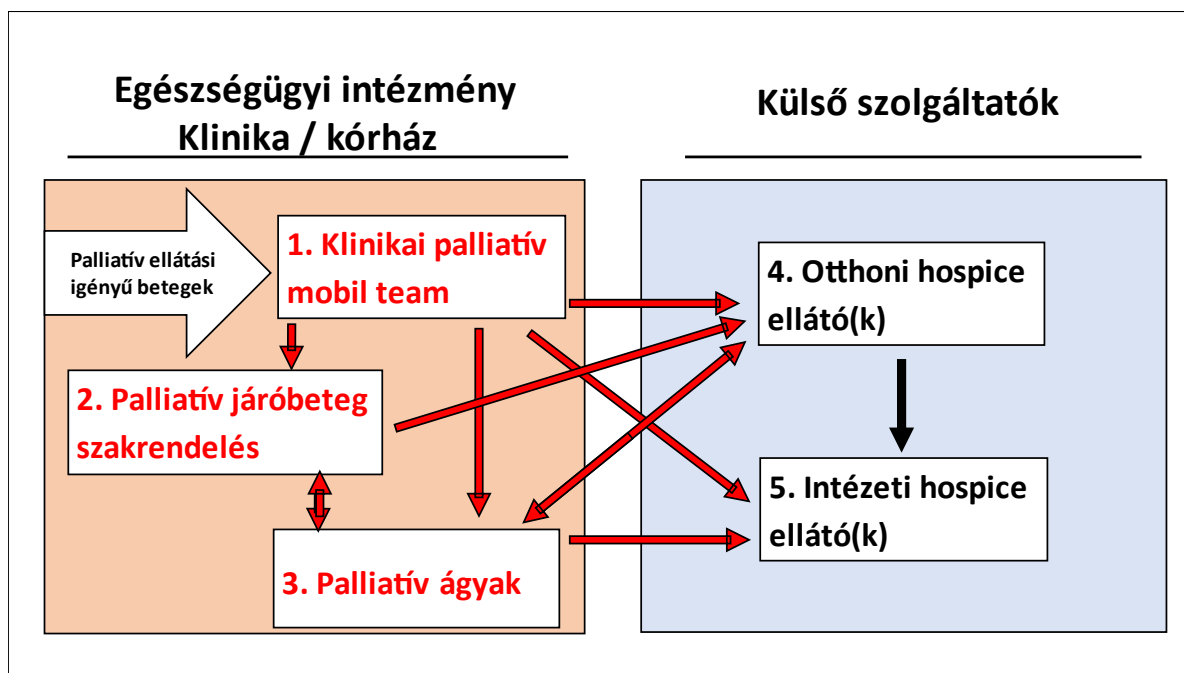 Egészségügyi intézmény
Klinika / kórház
Külső szolgáltatók
Palliatív ellátási
igényű betegek
1. Klinikai palliatív
mobil team
2. Palliatív járóbeteg
szakrendelés
3. Palliatív ágyak
4. Otthoni hospice
ellátó(k)
5. Intézeti hospice
ellátó(k)